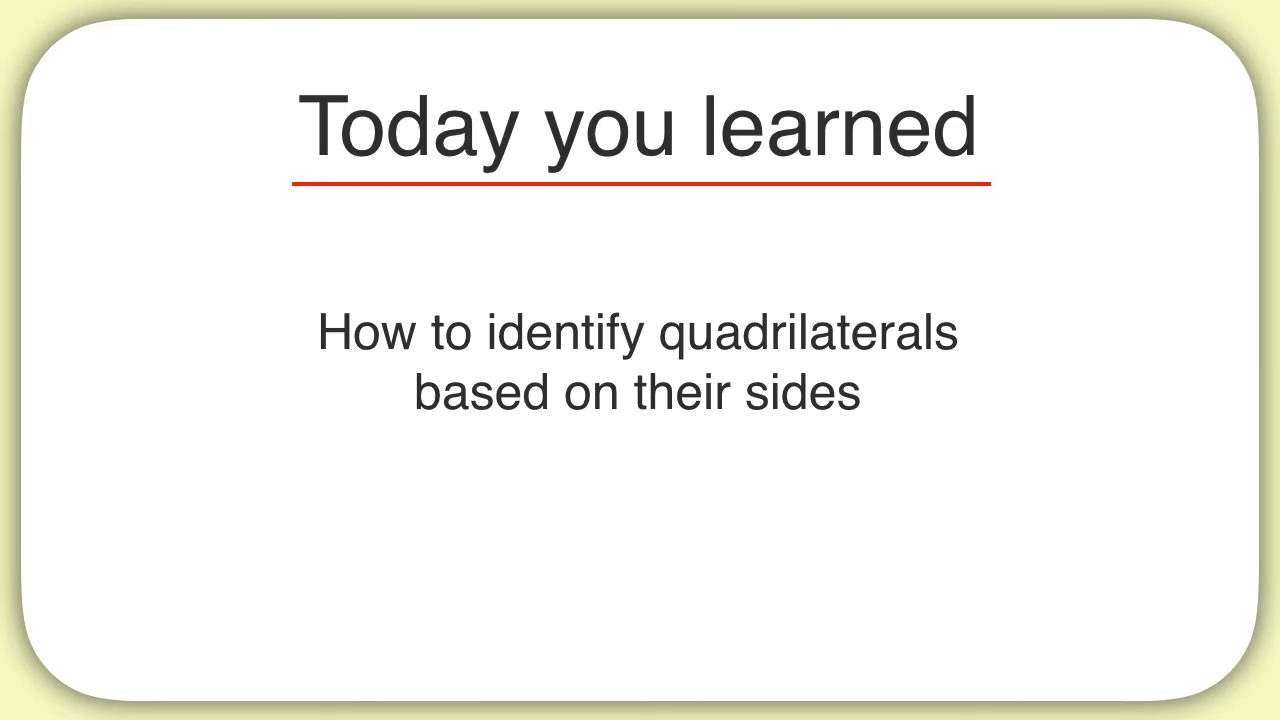 Today you learned
How to identify quadrilaterals
based on their sides